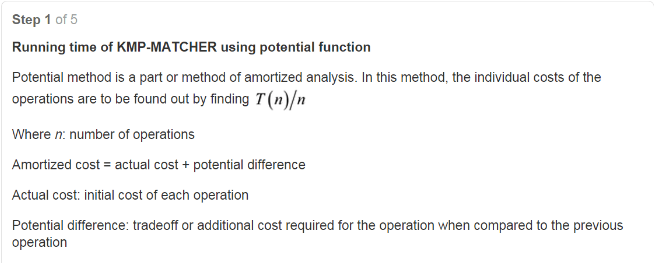 Step 1 of 5
Running time of KMP-MATCHER using potential function
Potential method is a part or method of amortized analysis. In this method, the individual costs of the
operations are to be found out by finding T(n)/n
Where n: number of operations
Amortized cost = actual cost + potential difference
Actual cost: initial cost of each operation
Potential difference: tradeoff or additional cost required for the operation when compared to the previous
operation